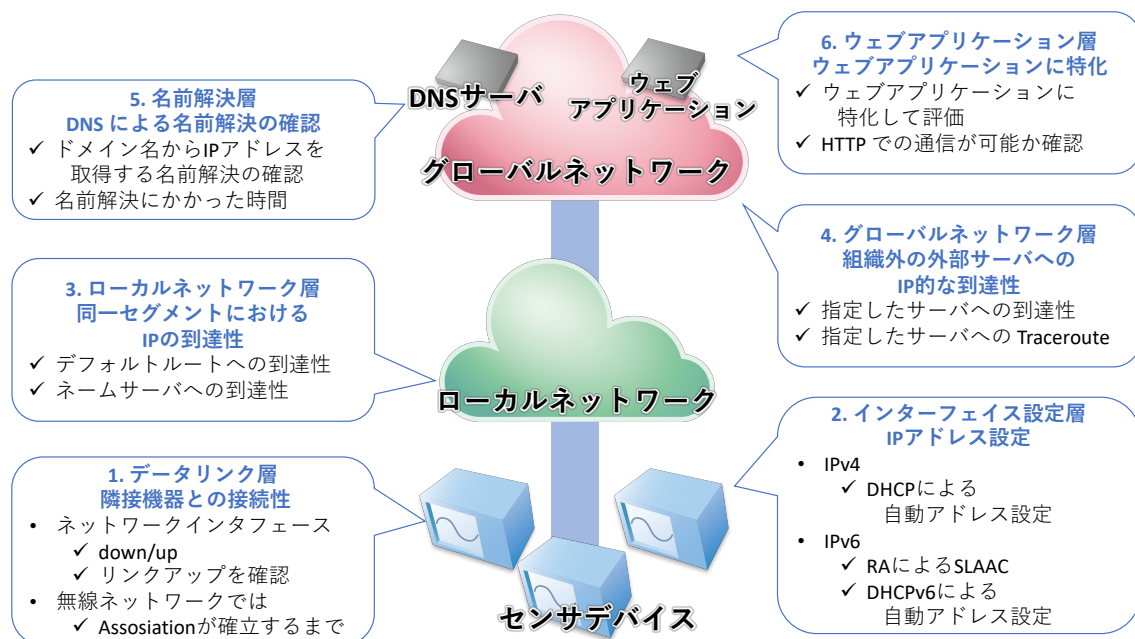 DNSサーバ
ウェブ
アプリケーション
グローバルネットワーク
6. ウェブアプリケーション層
ウェブアプリケーションに特化
✓ ウェブアプリケーションに
特化して評価
✓ HTTP での通信が可能か確認
5. 名前解決層
DNS による名前解決の確認
✓ ドメイン名からIPアドレスを
取得する名前解決の確認
✓ 名前解決にかかった時間
4. グローバルネットワーク層
組織外の外部サーバへの
IP的な到達性
✓ 指定したサーバへの到達性
✓ 指定したサーバへの Traceroute
3. ローカルネットワーク層
同一セグメントにおける
IPの到達性
✓ デフォルトルートへの到達性
✓ ネームサーバへの到達性
ローカルネットワーク
2. インターフェイス設定層
IPアドレス設定
• IPv4
✓ DHCPによる
自動アドレス設定
• IPv6
✓ RAによるSLAAC
✓ DHCPv6による
自動アドレス設定
1. データリンク層
隣接機器との接続性
• ネットワークインタフェース
✓ down/up
✓ リンクアップを確認
• 無線ネットワークでは
✓ Assosiationが確立するまで
センサデバイス